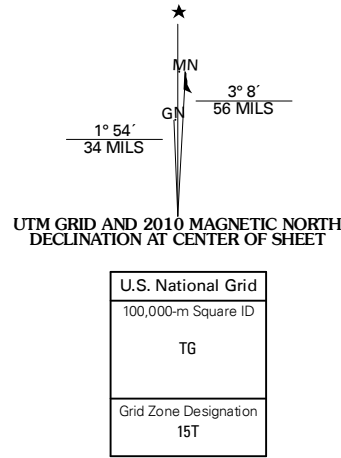 ★
MN
3° 8´
56 MILS
GN
1° 54´
34 MILS
UTM GRID AND 2010 MAGNETIC NORTH
DECLINATION AT CENTER OF SHEET
U.S. National Grid
100,000-m Square ID
TG
Grid Zone Designation
15T